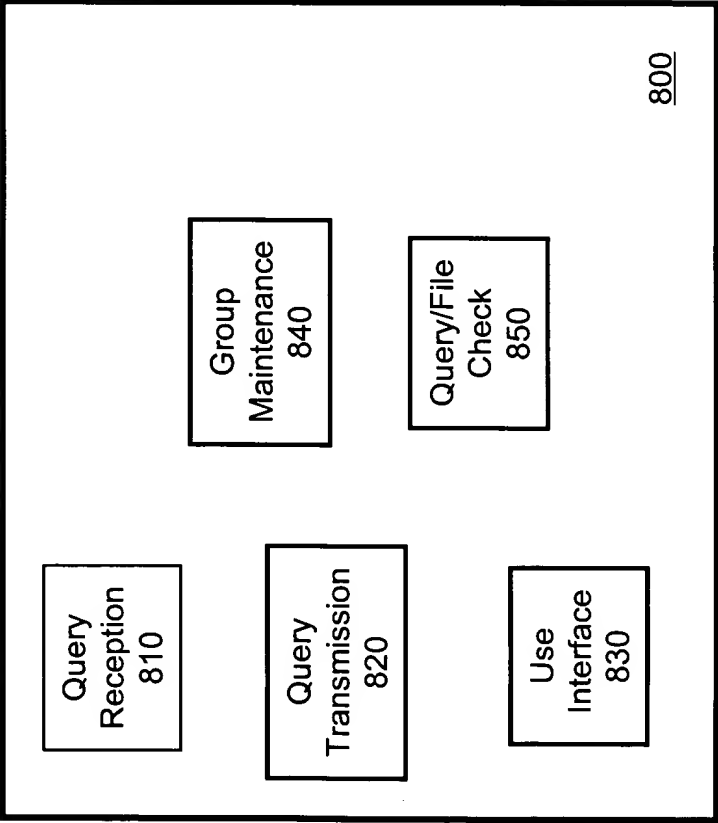 Query
Reception
810
Query
Transmission
820
Use
Interface
830
Group
Maintenance
840
Query/File
Check
850
800